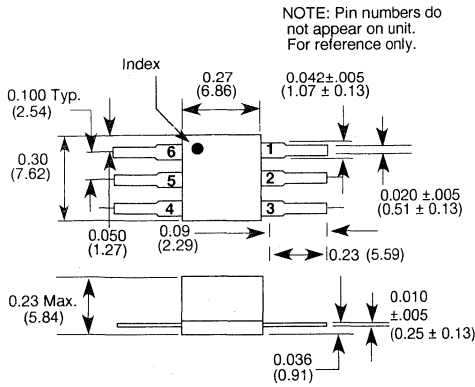 NOTE: Pin numbers do
not appear on unit.
For reference only.
Index
0.27
(6.86)
0.042±.005
(1.07 ± 0.13)
0.100 Typ.
(2.54)
0.30
(7.62)
6
1
5
2
4
3
0.020 ±.005
(0.51 ± 0.13)
0.050
(1.27)
0.09
(2.29)
0.23 (5.59)
0.23 Max.
(5.84)
0.010
±.005
(0.25 ± 0.13)
0.036
(0.91)